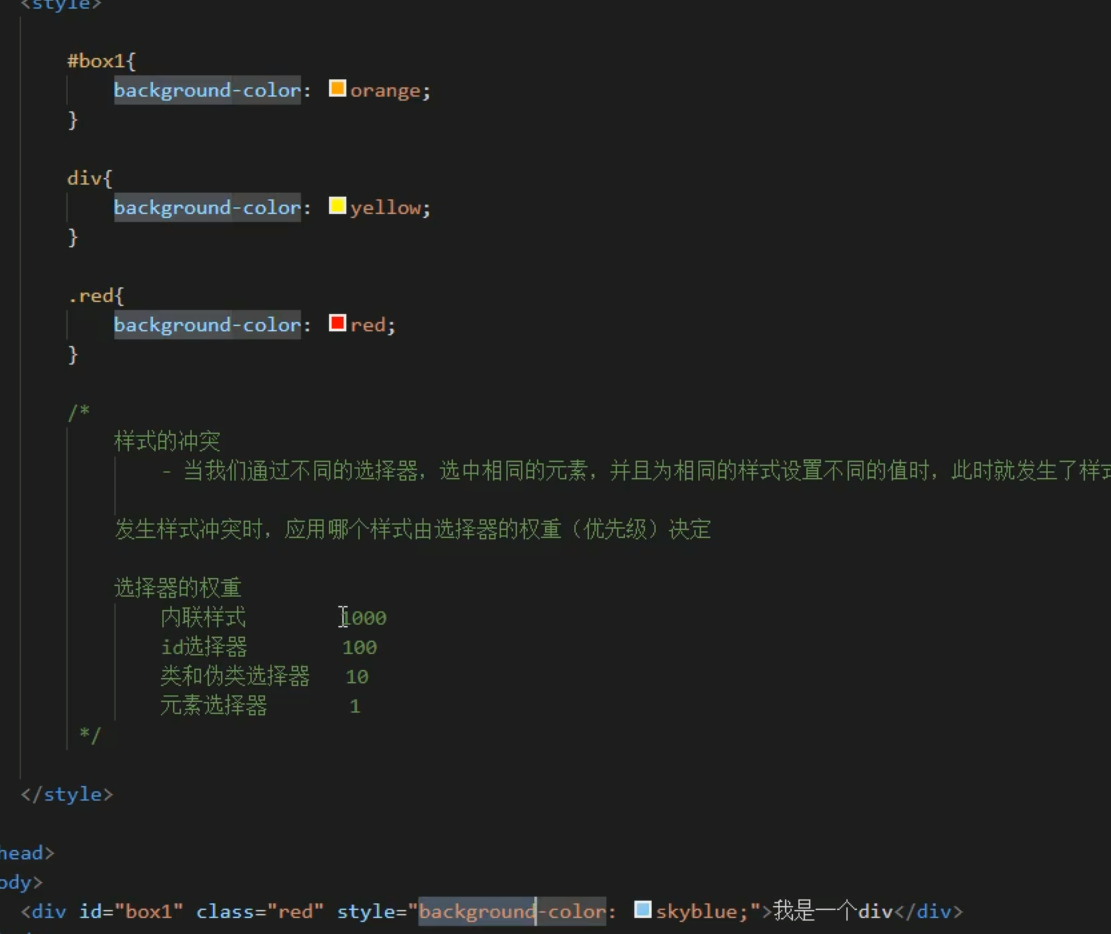 <style>
#box1{
background-color: orange;
}
div{
background-color: yellow;
}
.red{
background-color: red;
}
/*
样式的冲突
- 当我们通过不同的选择器，选中相同的元素，并且为相同的样式设置不同的值时，此时就发生了样式
发生样式冲突时，应用哪个样式由选择器的权重（优先级）决定
选择器的权重
内联样式 1000
id选择器 100
类和伪类选择器 10
元素选择器 1
*/
</style>
head>
ody>
<div id="box1" class="red" style="background-color: skyblue;">我是一个div</div>